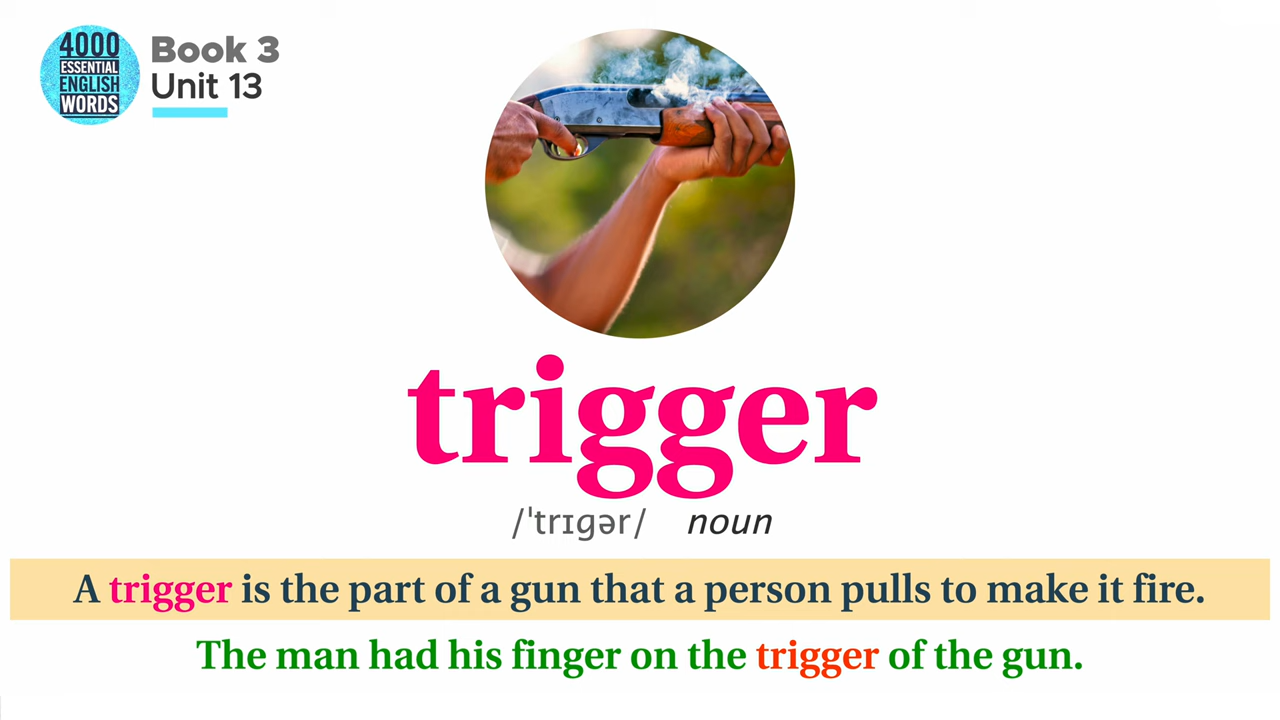 4000
ESSENTIAL
ENGLISH
WORDS
Book 3
Unit 13
trigger
/ˈtrɪgər/ noun
A trigger is the part of a gun that a person pulls to make it fire.
The man had his finger on the trigger of the gun.